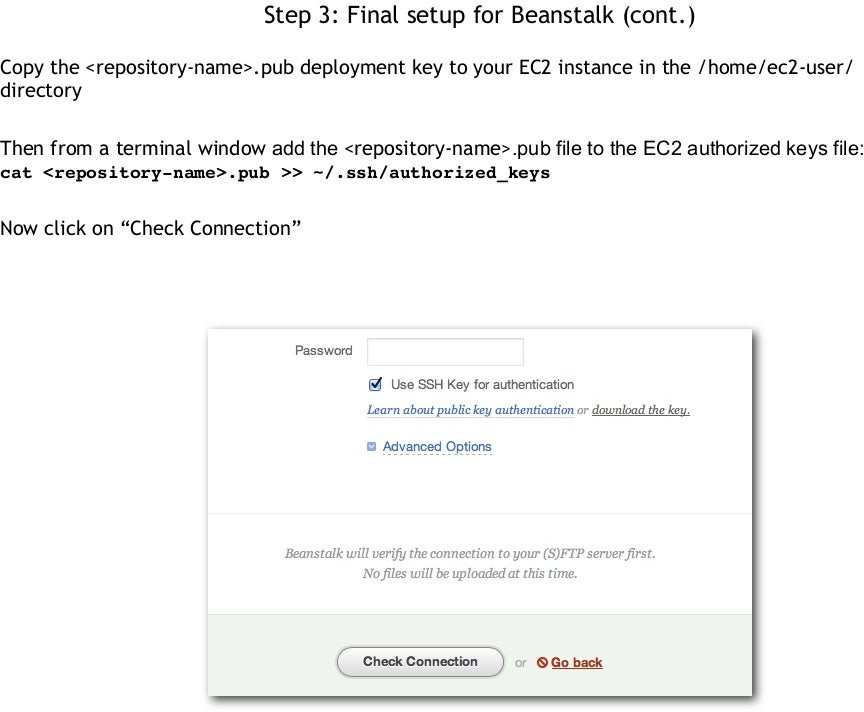 Step 3: Final setup for Beanstalk (cont.)
Copy the <repository-name>.pub deployment key to your EC2 instance in the /home/ec2-user/
directory
Then from a terminal window add the <repository-name>.pub file to the EC2 authorized keys file:
cat <repository-name>.pub >> ~/.ssh/authorized_keys
Now click on “Check Connection”
Password
Use SSH Key for authentication
Learn about public key authentication or download the key.
Advanced Options
Beanstalk will verify the connection to your (S)FTP server first.
No files will be uploaded at this time.
Check Connection or Go back